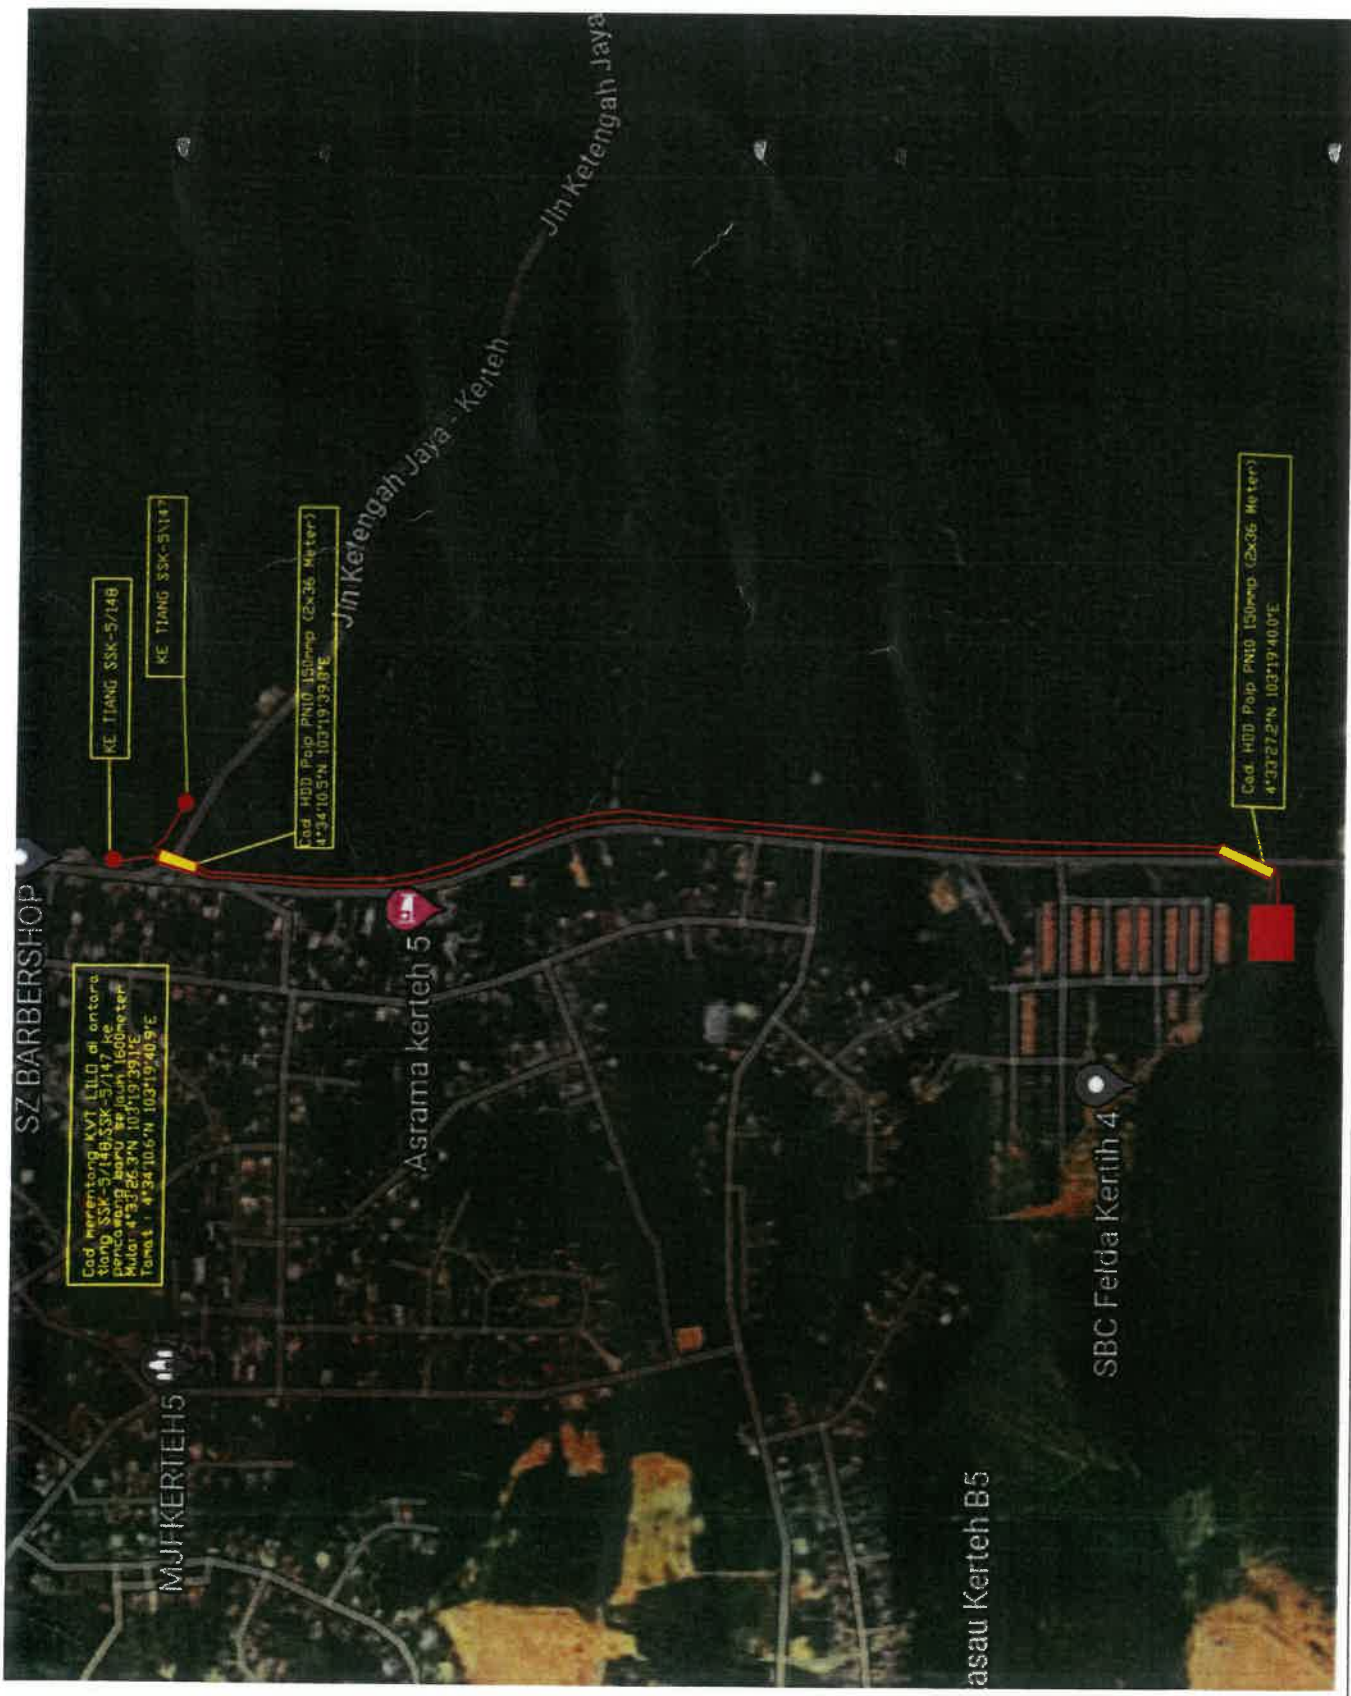 SZ BARBERSHOP
KE TIANG SSK-5/148
KE TIANG SSK-5\147
Cad. HDD Paip PN10 150mmp (2x36 Meter)
4°34'10.5"N 103°19'39.8"E
Jln Ketengah Jaya - Kerteh
Jln Ketengah Jaya
Jln Ketengah Jaya
Cad merentang KVT LILO di antara
tiang SSK-5/148,SSK-5/147 ke
pencawang baru sejauh 1600meter
Mula: 4°33'26.3"N 103°19'39.1"E
Tamat : 4°34'10.6"N 103°19'40.9"E
Asrama kerteh 5
MJF KERTEH 5
Cad. HDD Paip PN10 150mmp (2x36 Meter)
4°33'27.2"N 103°19'40.0"E
SBC Felda Kertih 4
asau Kerteh B5